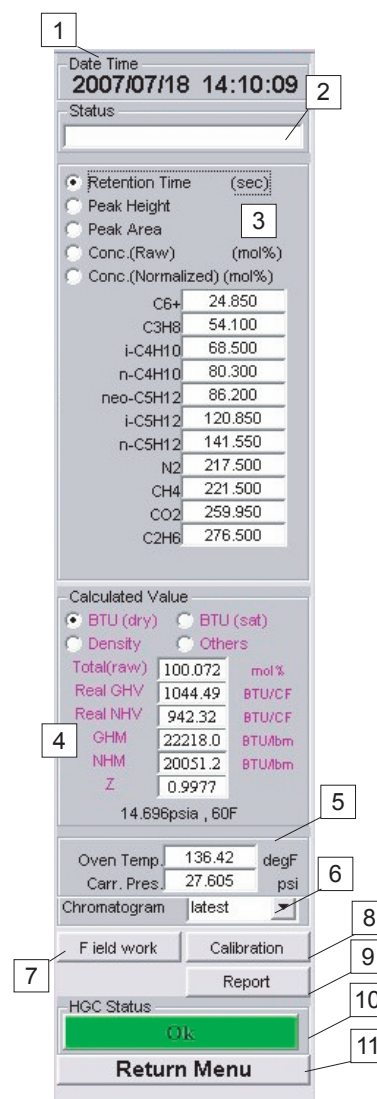 1
Date Time
2007/07/18 14:10:09
2
Status
Retention Time (sec)
Peak Height
3
Peak Area
Conc.(Raw) (mol%)
Conc.(Normalized) (mol%)
C6+ 24.850
C3H8 54.100
i-C4H10 68.500
n-C4H10 80.300
neo-C5H12 86.200
i-C5H12 120.850
n-C5H12 141.550
N2 217.500
CH4 221.500
CO2 259.950
C2H6 276.500
Calculated Value
BTU (dry) BTU (sat)
Density Others
Total(raw) 100.072 mol%
Real GHV 1044.49 BTU/CF
Real NHV 942.32 BTU/CF
4 GHM 22218.0 BTU/lbm
NHM 20051.2 BTU/lbm
Z 0.9977
14.696psia , 60F
5
Oven Temp. 136.42 degF
Carr. Pres. 27.605 psi
6
Chromatogram latest
8
Field work Calibration
7
9
Report
HGC Status
10
Ok
11
Return Menu